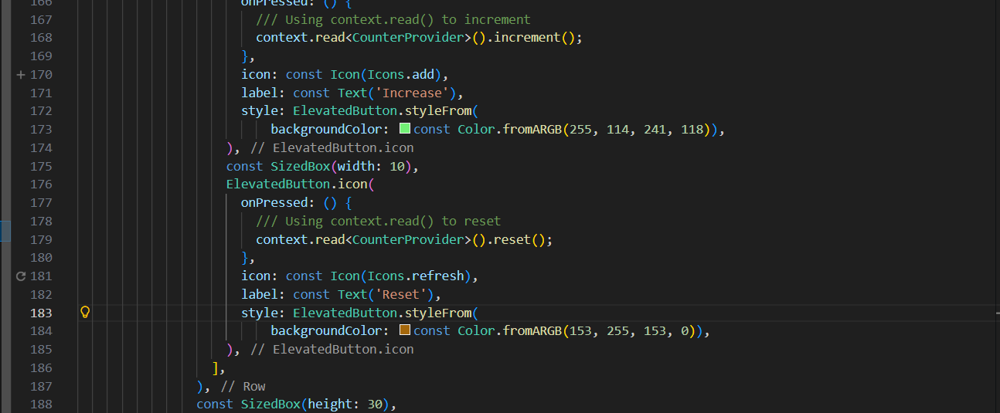 166 onPressed: () {
167 /// Using context.read() to increment
168 context.read<CounterProvider>().increment();
169 },
170 icon: const Icon(Icons.add),
171 label: const Text('Increase'),
172 style: ElevatedButton.styleFrom(
173 backgroundColor: const Color.fromARGB(255, 114, 241, 118)),
174 ), // ElevatedButton.icon
175 const SizedBox(width: 10),
176 ElevatedButton.icon(
177 onPressed: () {
178 /// Using context.read() to reset
179 context.read<CounterProvider>().reset();
180 },
181 icon: const Icon(Icons.refresh),
182 label: const Text('Reset'),
183 style: ElevatedButton.styleFrom(
184 backgroundColor: const Color.fromARGB(153, 255, 153, 0)),
185 ), // ElevatedButton.icon
186 ],
187 ), // Row
188 const SizedBox(height: 30),